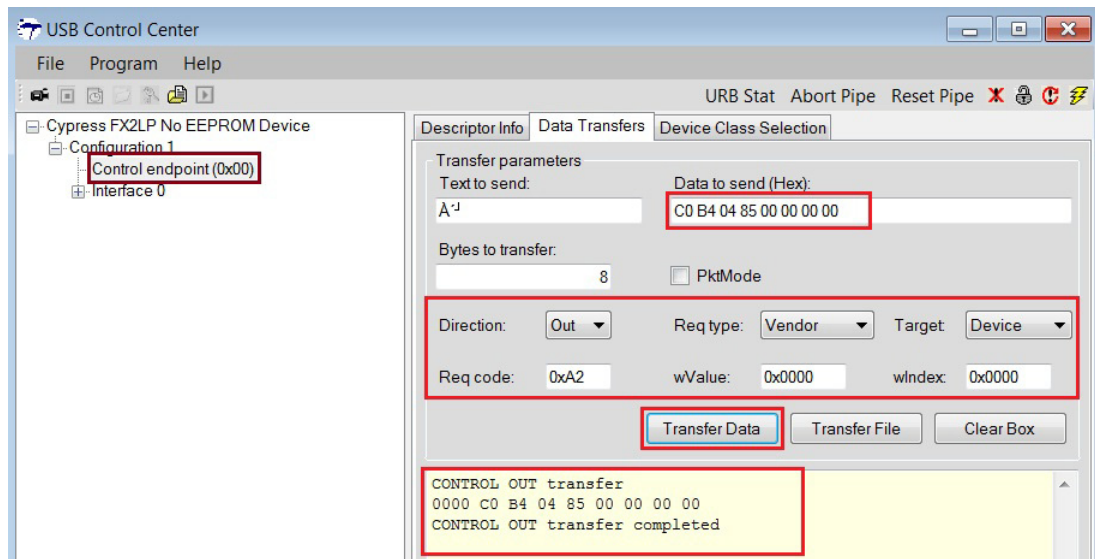 USB Control Center
File Program Help
URB Stat Abort Pipe Reset Pipe
Cypress FX2LP No EEPROM Device
Configuration 1
Control endpoint (0x00)
Interface 0
Descriptor Info Data Transfers Device Class Selection
Transfer parameters
Text to send: Data to send (Hex):
C0 B4 04 85 00 00 00 00
Bytes to transfer:
8 PktMode
Direction: Out Req type: Vendor Target: Device
Req code: 0xA2 wValue: 0x0000 wIndex: 0x0000
Transfer Data Transfer File Clear Box
CONTROL OUT transfer
0000 C0 B4 04 85 00 00 00 00
CONTROL OUT transfer completed